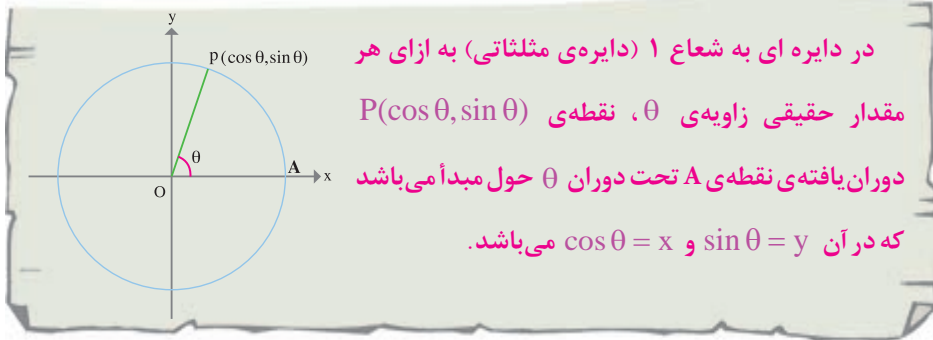 y
p(cos θ, sin θ)
θ
A
x
O
در دایره ای به شعاع ۱ (دایره‌ی مثلثاتی) به ازای هر
مقدار حقیقی زاویه‌ی θ، نقطه‌ی P(cos θ, sin θ)
دوران‌یافته‌ی نقطه‌ی A تحت دوران θ حول مبدأ می‌باشد
که در آن sin θ = y و cos θ = x می‌باشد.